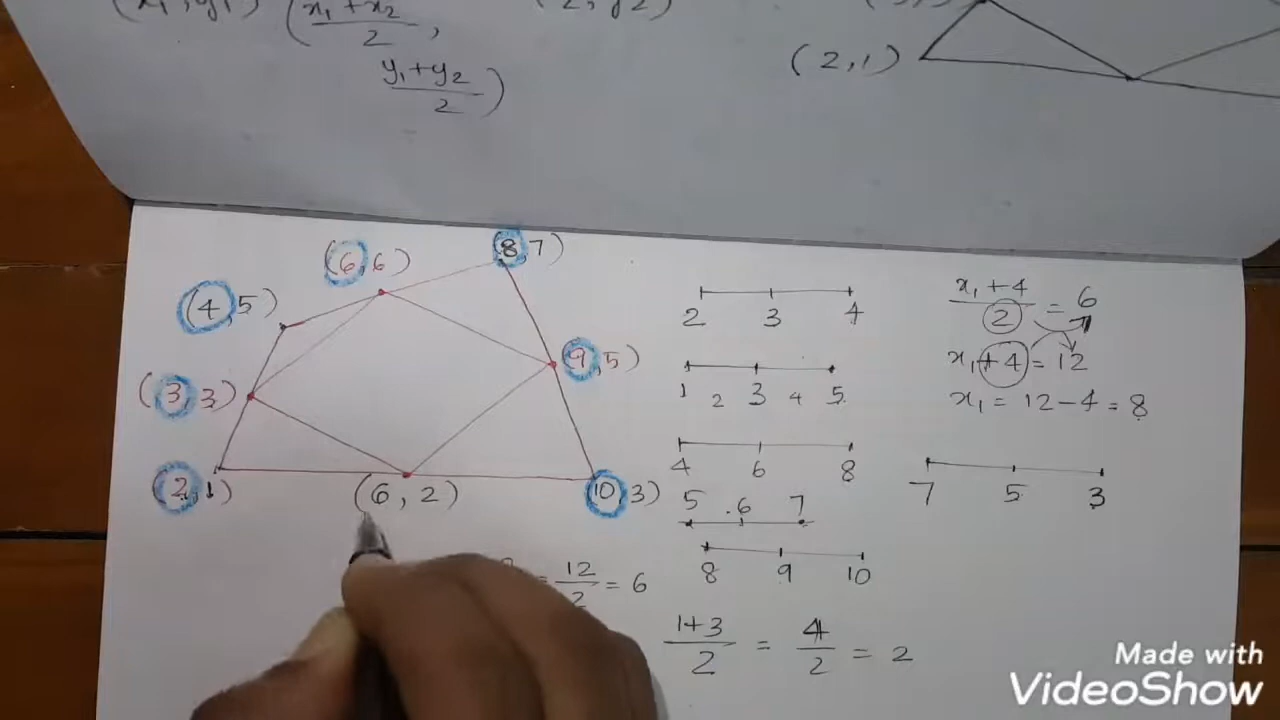 (x₁, y₁) (x₁+x₂/2, y₁+y₂/2)
(2,1)
(8,7)
(6,6)
(4,5)
(9,5)
(3,3)
(2,1)
(6,2)
(10,3)
2 3 4
1 2 3 4 5
4 6 8
5 .6 7
8 9 10
x₁+4/2 = 6
x₁+4 = 12
x₁ = 12-4 = 8
7 5 3
= 12/2 = 6
1+3/2 = 4/2 = 2
Made with
VideoShow